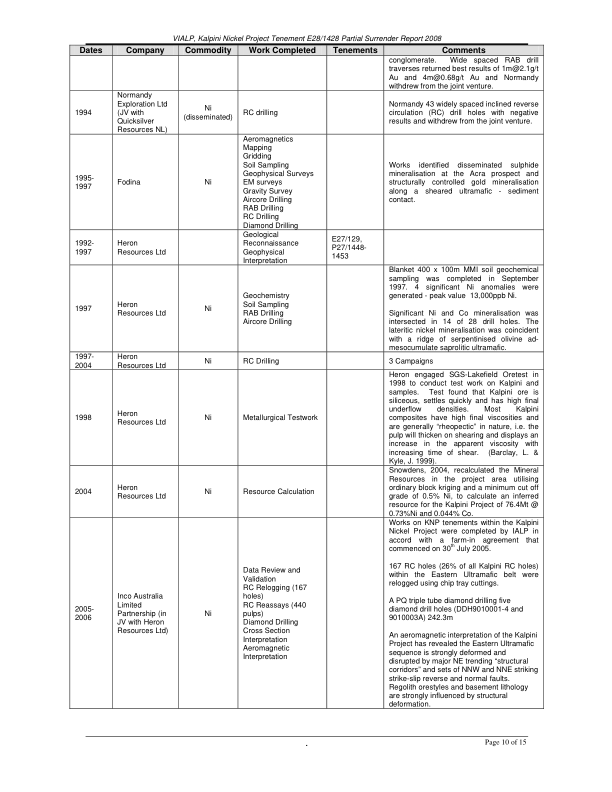 VIALP, Kalpini Nickel Project Tenement E28/1428 Partial Surrender Report 2008
Dates Company Commodity Work Completed Tenements Comments
conglomerate. Wide spaced RAB drill
traverses returned best results of 1m@2.1g/t
Au and 4m@0.68g/t Au and Normandy
withdrew from the joint venture.
1994
Normandy
Exploration Ltd
(JV with
Quicksilver
Resources NL)
Ni
(disseminated)
RC drilling
Normandy 43 widely spaced inclined reverse
circulation (RC) drill holes with negative
results and withdrew from the joint venture.
1995-
1997
Fodina
Ni
Aeromagnetics
Mapping
Gridding
Soil Sampling
Geophysical Surveys
EM surveys
Gravity Survey
Aircore Drilling
RAB Drilling
RC Drilling
Diamond Drilling
Works identified disseminated sulphide
mineralisation at the Acra prospect and
structurally controlled gold mineralisation
along a sheared ultramafic - sediment
contact.
1992-
1997
Heron
Resources Ltd
Geological
Reconnaissance
Geophysical
Interpretation
E27/129,
P27/1448-
1453
1997
Heron
Resources Ltd
Ni
Geochemistry
Soil Sampling
RAB Drilling
Aircore Drilling
Blanket 400 x 100m MMI soil geochemical
sampling was completed in September
1997. 4 significant Ni anomalies were
generated - peak value 13,000ppb Ni.
Significant Ni and Co mineralisation was
intersected in 14 of 28 drill holes. The
lateritic nickel mineralisation was coincident
with a ridge of serpentinised olivine ad-
mesocumulate saprolitic ultramafic.
1997-
2004
Heron
Resources Ltd
Ni
RC Drilling
3 Campaigns
1998
Heron
Resources Ltd
Ni
Metallurgical Testwork
Heron engaged SGS-Lakefield Oretest in
1998 to conduct test work on Kalpini and
samples. Test found that Kalpini ore is
siliceous, settles quickly and has high final
underflow densities. Most Kalpini
composites have high final viscosities and
are generally "rheopectic" in nature, i.e. the
pulp will thicken on shearing and displays an
increase in the apparent viscosity with
increasing time of shear. (Barclay, L. &
Kyle, J. 1999).
2004
Heron
Resources Ltd
Ni
Resource Calculation
Snowdens, 2004, recalculated the Mineral
Resources in the project area utilising
ordinary block kriging and a minimum cut off
grade of 0.5% Ni, to calculate an inferred
resource for the Kalpini Project of 76.4Mt @
0.73%Ni and 0.044% Co.
2005-
2006
Inco Australia
Limited
Partnership (in
JV with Heron
Resources Ltd)
Ni
Data Review and
Validation
RC Relogging (167
holes)
RC Reassays (440
pulps)
Diamond Drilling
Cross Section
Interpretation
Aeromagnetic
Interpretation
Works on KNP tenements within the Kalpini
Nickel Project were completed by IALP in
accord with a farm-in agreement that
commenced on 30th July 2005.
167 RC holes (26% of all Kalpini RC holes)
within the Eastern Ultramafic belt were
relogged using chip tray cuttings.
A PQ triple tube diamond drilling five
diamond drill holes (DDH9010001-4 and
9010003A) 242.3m
An aeromagnetic interpretation of the Kalpini
Project has revealed the Eastern Ultramafic
sequence is strongly deformed and
disrupted by major NE trending "structural
corridors" and sets of NNW and NNE striking
strike-slip reverse and normal faults.
Regolith orestyles and basement lithology
are strongly influenced by structural
deformation.
.
Page 10 of 15